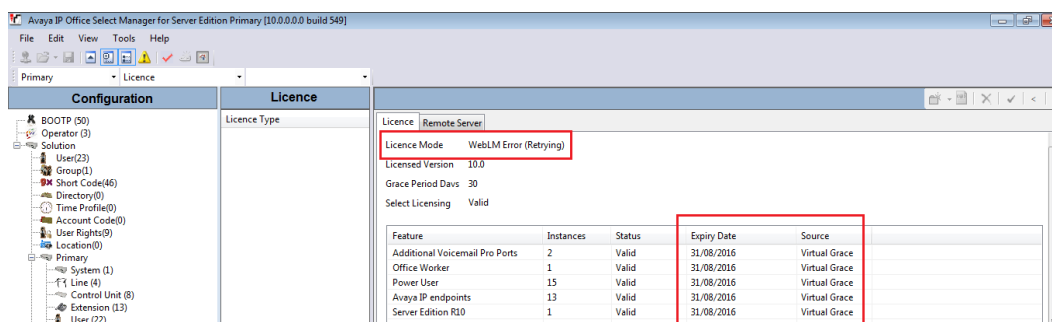 Avaya IP Office Select Manager for Server Edition Primary [10.0.0.0.0 build 549]
File Edit View Tools Help
Primary Licence
Configuration Licence
BOOTP (50)
Operator (3)
Solution
User(23)
Group(1)
Short Code(46)
Directory(0)
Time Profile(0)
Account Code(0)
User Rights(9)
Location(0)
Primary
System (1)
Line (4)
Control Unit (8)
Extension (13)
User (22)
Licence Type
Licence Remote Server
Licence Mode WebLM Error (Retrying)
Licensed Version 10.0
Grace Period Days 30
Select Licensing Valid
Feature Instances Status Expiry Date Source
Additional Voicemail Pro Ports 2 Valid 31/08/2016 Virtual Grace
Office Worker 1 Valid 31/08/2016 Virtual Grace
Power User 15 Valid 31/08/2016 Virtual Grace
Avaya IP endpoints 13 Valid 31/08/2016 Virtual Grace
Server Edition R10 1 Valid 31/08/2016 Virtual Grace